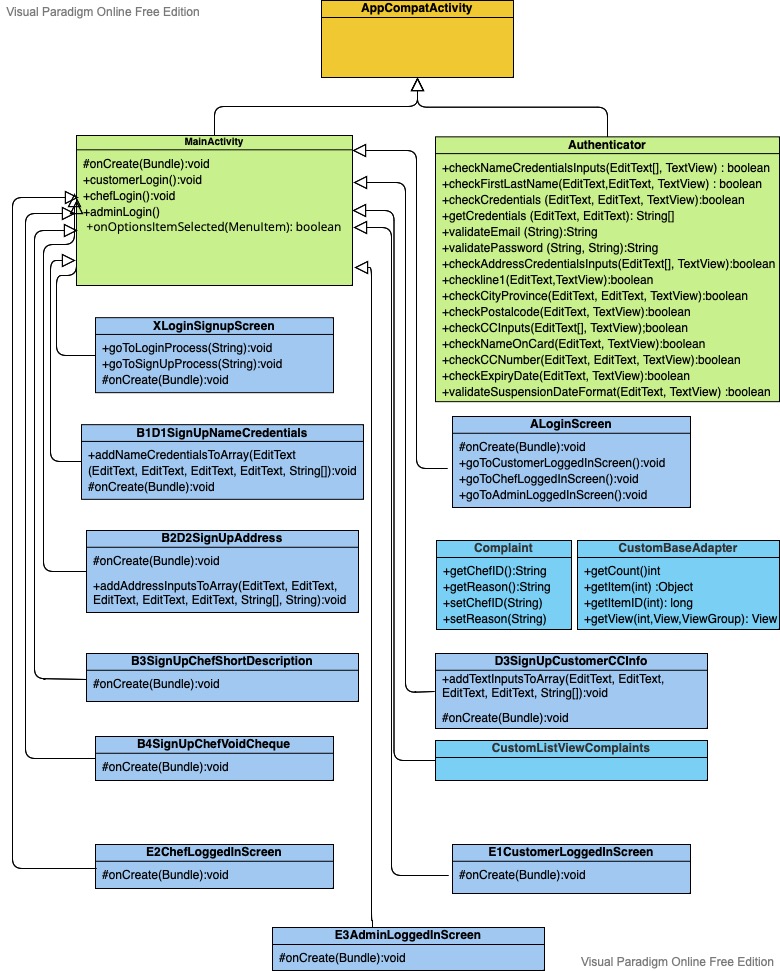 Visual Paradigm Online Free Edition
AppCompatActivity
MainActivity
#onCreate(Bundle):void
+customerLogin():void
+chefLogin():void
+adminLogin()
+onOptionsItemSelected(MenuItem): boolean
Authenticator
+checkNameCredentialsInputs(EditText[], TextView) : boolean
+checkFirstLastName(EditText,EditText, TextView) : boolean
+checkCredentials (EditText, EditText, TextView):boolean
+getCredentials (EditText, EditText): String[]
+validateEmail (String):String
+validatePassword (String, String):String
+checkAddressCredentialsInputs(EditText[], TextView):boolean
+checkline1(EditText,TextView):boolean
+checkCityProvince(EditText, EditText, TextView):boolean
+checkPostalcode(EditText, TextView):boolean
+checkCCInputs(EditText[], TextView);boolean
+checkNameOnCard(EditText, TextView):boolean
+checkCCNumber(EditText, EditText, TextView):boolean
+checkExpiryDate(EditText, TextView):boolean
+validateSuspensionDateFormat(EditText, TextView) :boolean
XLoginSignupScreen
+goToLoginProcess(String):void
+goToSignUpProcess(String):void
#onCreate(Bundle):void
B1D1SignUpNameCredentials
+addNameCredentialsToArray(EditText
(EditText, EditText, EditText, EditText, String[]):void
#onCreate(Bundle):void
ALoginScreen
#onCreate(Bundle):void
+goToCustomerLoggedInScreen():void
+goToChefLoggedInScreen():void
+goToAdminLoggedInScreen():void
B2D2SignUpAddress
#onCreate(Bundle):void
+addAddressInputsToArray(EditText, EditText,
EditText, EditText, EditText, String[], String):void
Complaint
+getChefID():String
+getReason():String
+setChefID(String)
+setReason(String)
CustomBaseAdapter
+getCount()int
+getItem(int) :Object
+getItemID(int): long
+getView(int,View,ViewGroup): View
B3SignUpChefShortDescription
#onCreate(Bundle):void
D3SignUpCustomerCCInfo
+addTextInputsToArray(EditText, EditText,
EditText, EditText, String[]):void
#onCreate(Bundle):void
B4SignUpChefVoidCheque
#onCreate(Bundle):void
CustomListViewComplaints
E2ChefLoggedInScreen
#onCreate(Bundle):void
E1CustomerLoggedInScreen
#onCreate(Bundle):void
E3AdminLoggedInScreen
#onCreate(Bundle):void
Visual Paradigm Online Free Edition